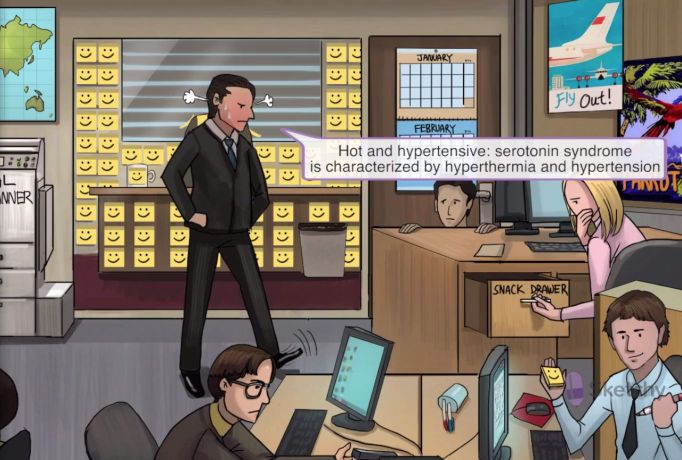 JANUARY
Fly Out!
FEBRUARY
Hot and hypertensive: serotonin syndrome
is characterized by hyperthermia and hypertension
PARROT
SNACK DRAWER
Sketchy